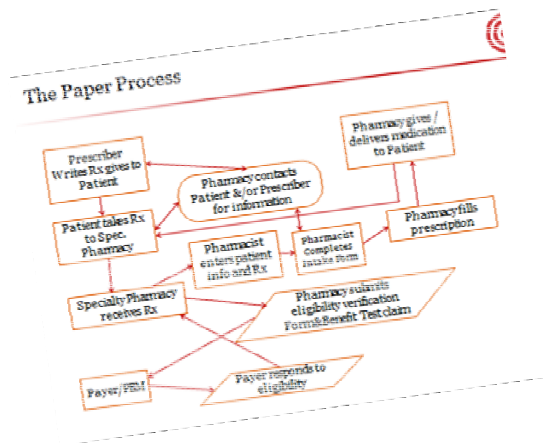 The Paper Process
Prescriber
Writes Rx gives to
Patient
Pharmacy gives /
delivers medication
to Patient
Pharmacy contacts
Patient &/or Prescriber
for information
Patient takes Rx
to Spec.
Pharmacy
Pharmacist
enters patient
info and Rx
Pharmacist
Completes
Intake Form
Pharmacy fills
prescription
Specialty Pharmacy
receives Rx
Pharmacy submits
eligibility verification
Form&Benefit Test claim
Payer/PBM
Payer responds to
eligibility